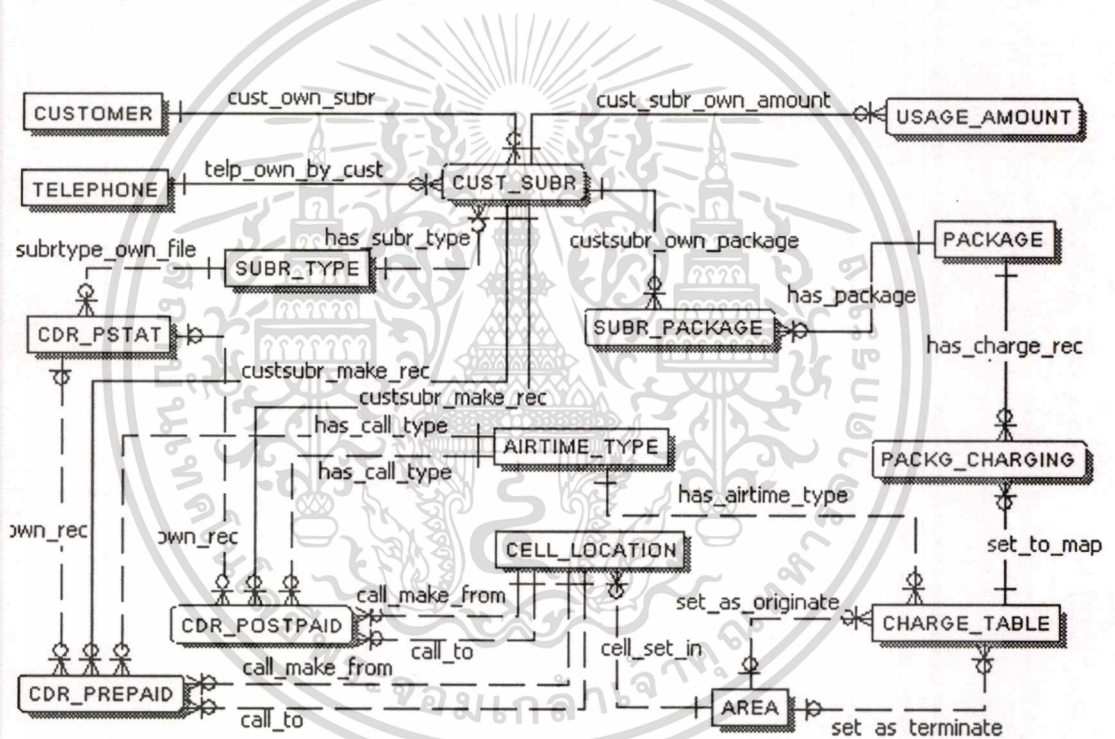 cust_own_subr
cust_subr_own_amount
CUSTOMER
USAGE_AMOUNT
telp_own_by_cust
TELEPHONE
CUST_SUBR
subrtype_own_file
has_subr_type
custsubr_own_package
PACKAGE
SUBR_TYPE
has_package
CDR_PSTAT
SUBR_PACKAGE
has_charge_rec
custsubr_make_rec
custsubr_make_rec
has_call_type
AIRTIME_TYPE
has_call_type
PACKG_CHARGING
has_airtime_type
own_rec
own_rec
CELL_LOCATION
set_to_map
call_make_from
set_as_originate
CDR_POSTPAID
CHARGE_TABLE
call_to
cell_set_in
call_make_from
CDR_PREPAID
call_to
AREA
set_as_terminate